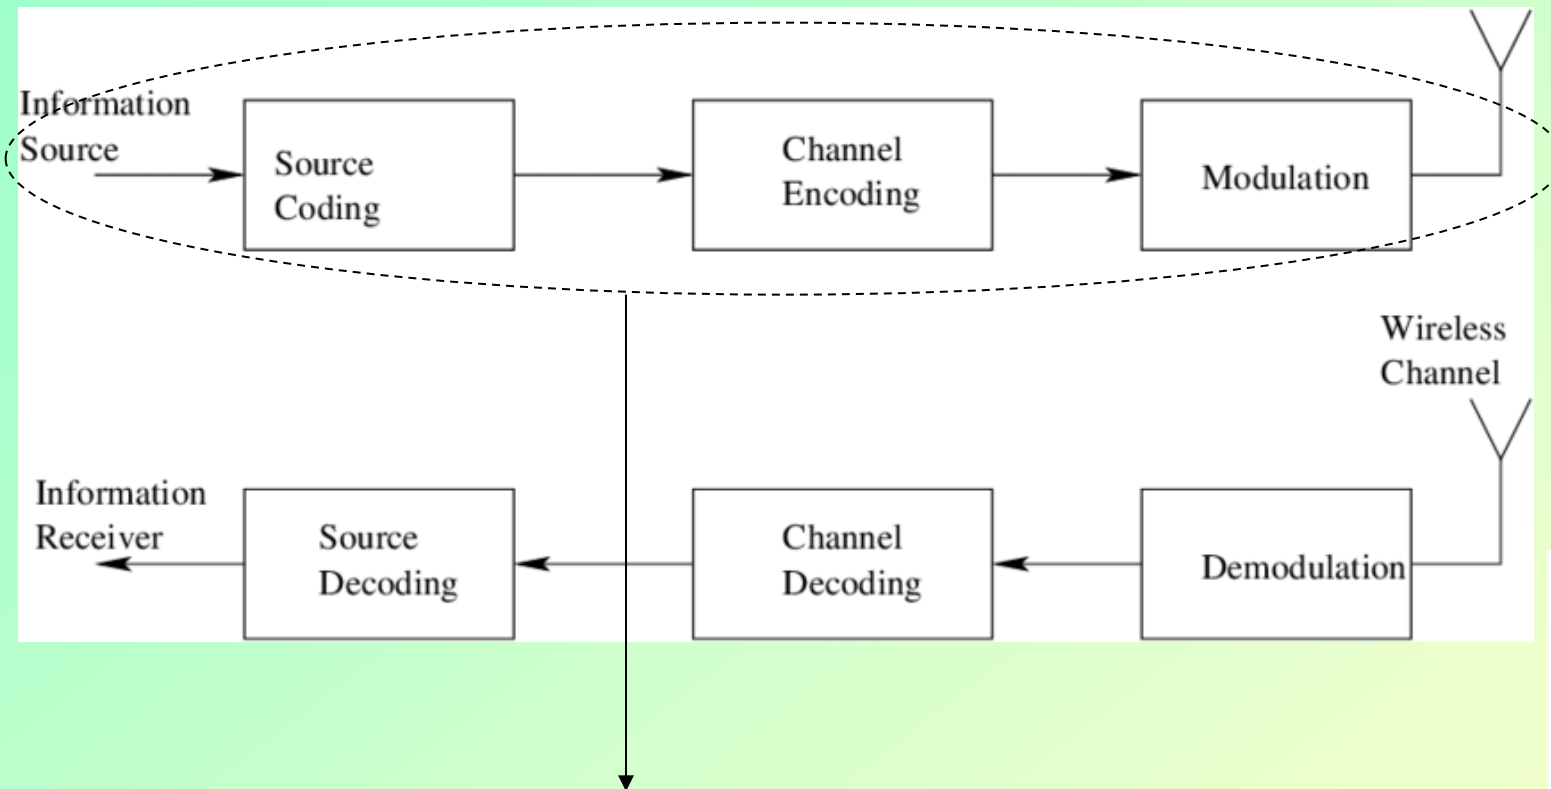 Information
Source
Source
Coding
Channel
Encoding
Modulation
Wireless
Channel
Information
Receiver
Source
Decoding
Channel
Decoding
Demodulation